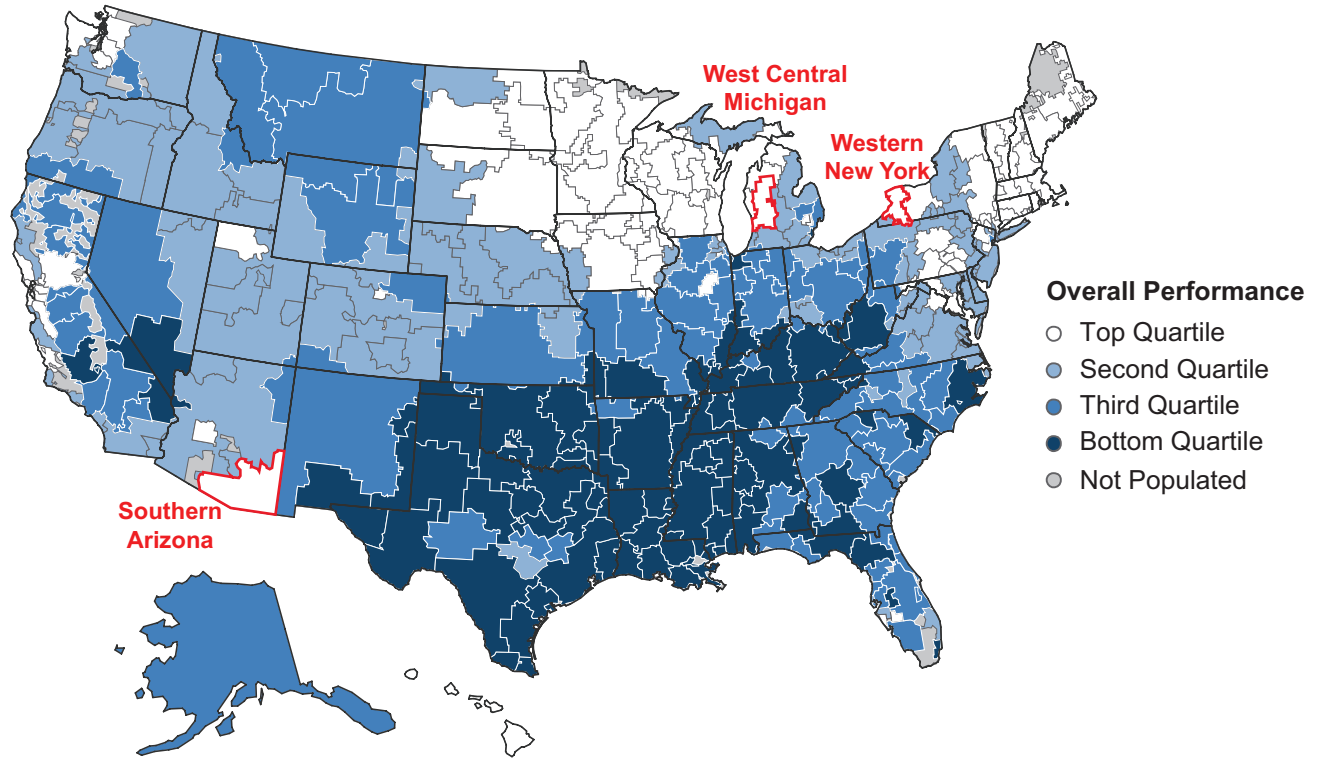 West Central
Michigan
Western
New York
Southern
Arizona
Overall Performance
Top Quartile
Second Quartile
Third Quartile
Bottom Quartile
Not Populated